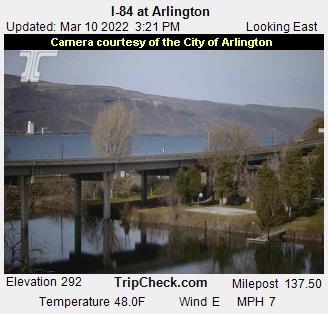 I-84 at Arlington
Updated: Mar 10 2022 3:21 PM Looking East
Camera courtesy of the City of Arlington
Elevation 292 TripCheck.com Milepost 137.50
Temperature 48.0F Wind E MPH 7